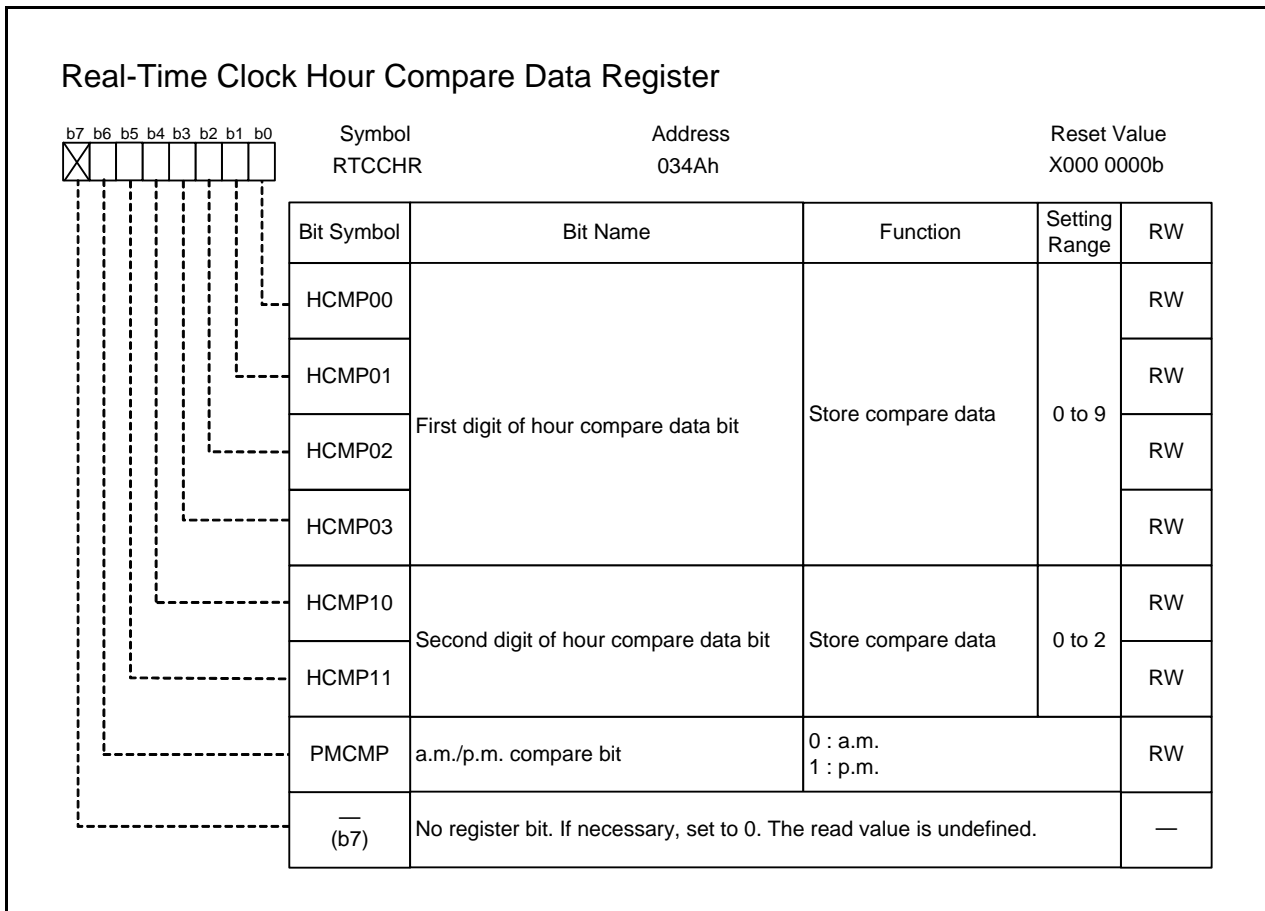 Real-Time Clock Hour Compare Data Register
b7 b6 b5 b4 b3 b2 b1 b0
Symbol Address Reset Value
RTCCHR 034Ah X000 0000b
Bit Symbol Bit Name Function Setting Range RW
HCMP00 RW
HCMP01 RW
First digit of hour compare data bit Store compare data 0 to 9
HCMP02 RW
HCMP03 RW
HCMP10 RW
Second digit of hour compare data bit Store compare data 0 to 2
HCMP11 RW
PMCMP a.m./p.m. compare bit 0 : a.m. RW
1 : p.m.
—
(b7) No register bit. If necessary, set to 0. The read value is undefined. —